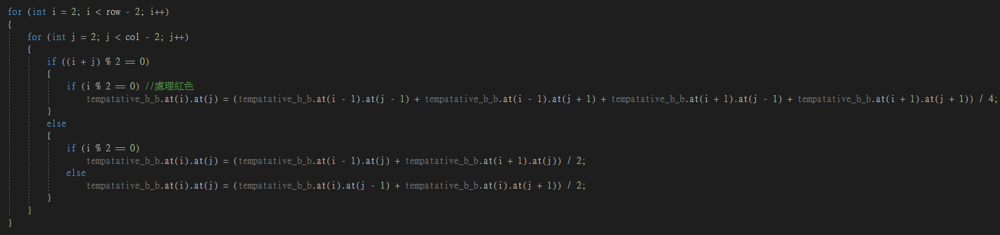 for (int i = 2; i < row - 2; i++)
{
    for (int j = 2; j < col - 2; j++)
    {
        if ((i + j) % 2 == 0)
        {
            if (i % 2 == 0) //處理紅色
                tempatative_b_b.at(i).at(j) = (tempatative_b_b.at(i - 1).at(j - 1) + tempatative_b_b.at(i - 1).at(j + 1) + tempatative_b_b.at(i + 1).at(j - 1) + tempatative_b_b.at(i + 1).at(j + 1)) / 4;
        }
        else
        {
            if (i % 2 == 0)
                tempatative_b_b.at(i).at(j) = (tempatative_b_b.at(i - 1).at(j) + tempatative_b_b.at(i + 1).at(j)) / 2;
            else
                tempatative_b_b.at(i).at(j) = (tempatative_b_b.at(i).at(j - 1) + tempatative_b_b.at(i).at(j + 1)) / 2;
        }
    }
}